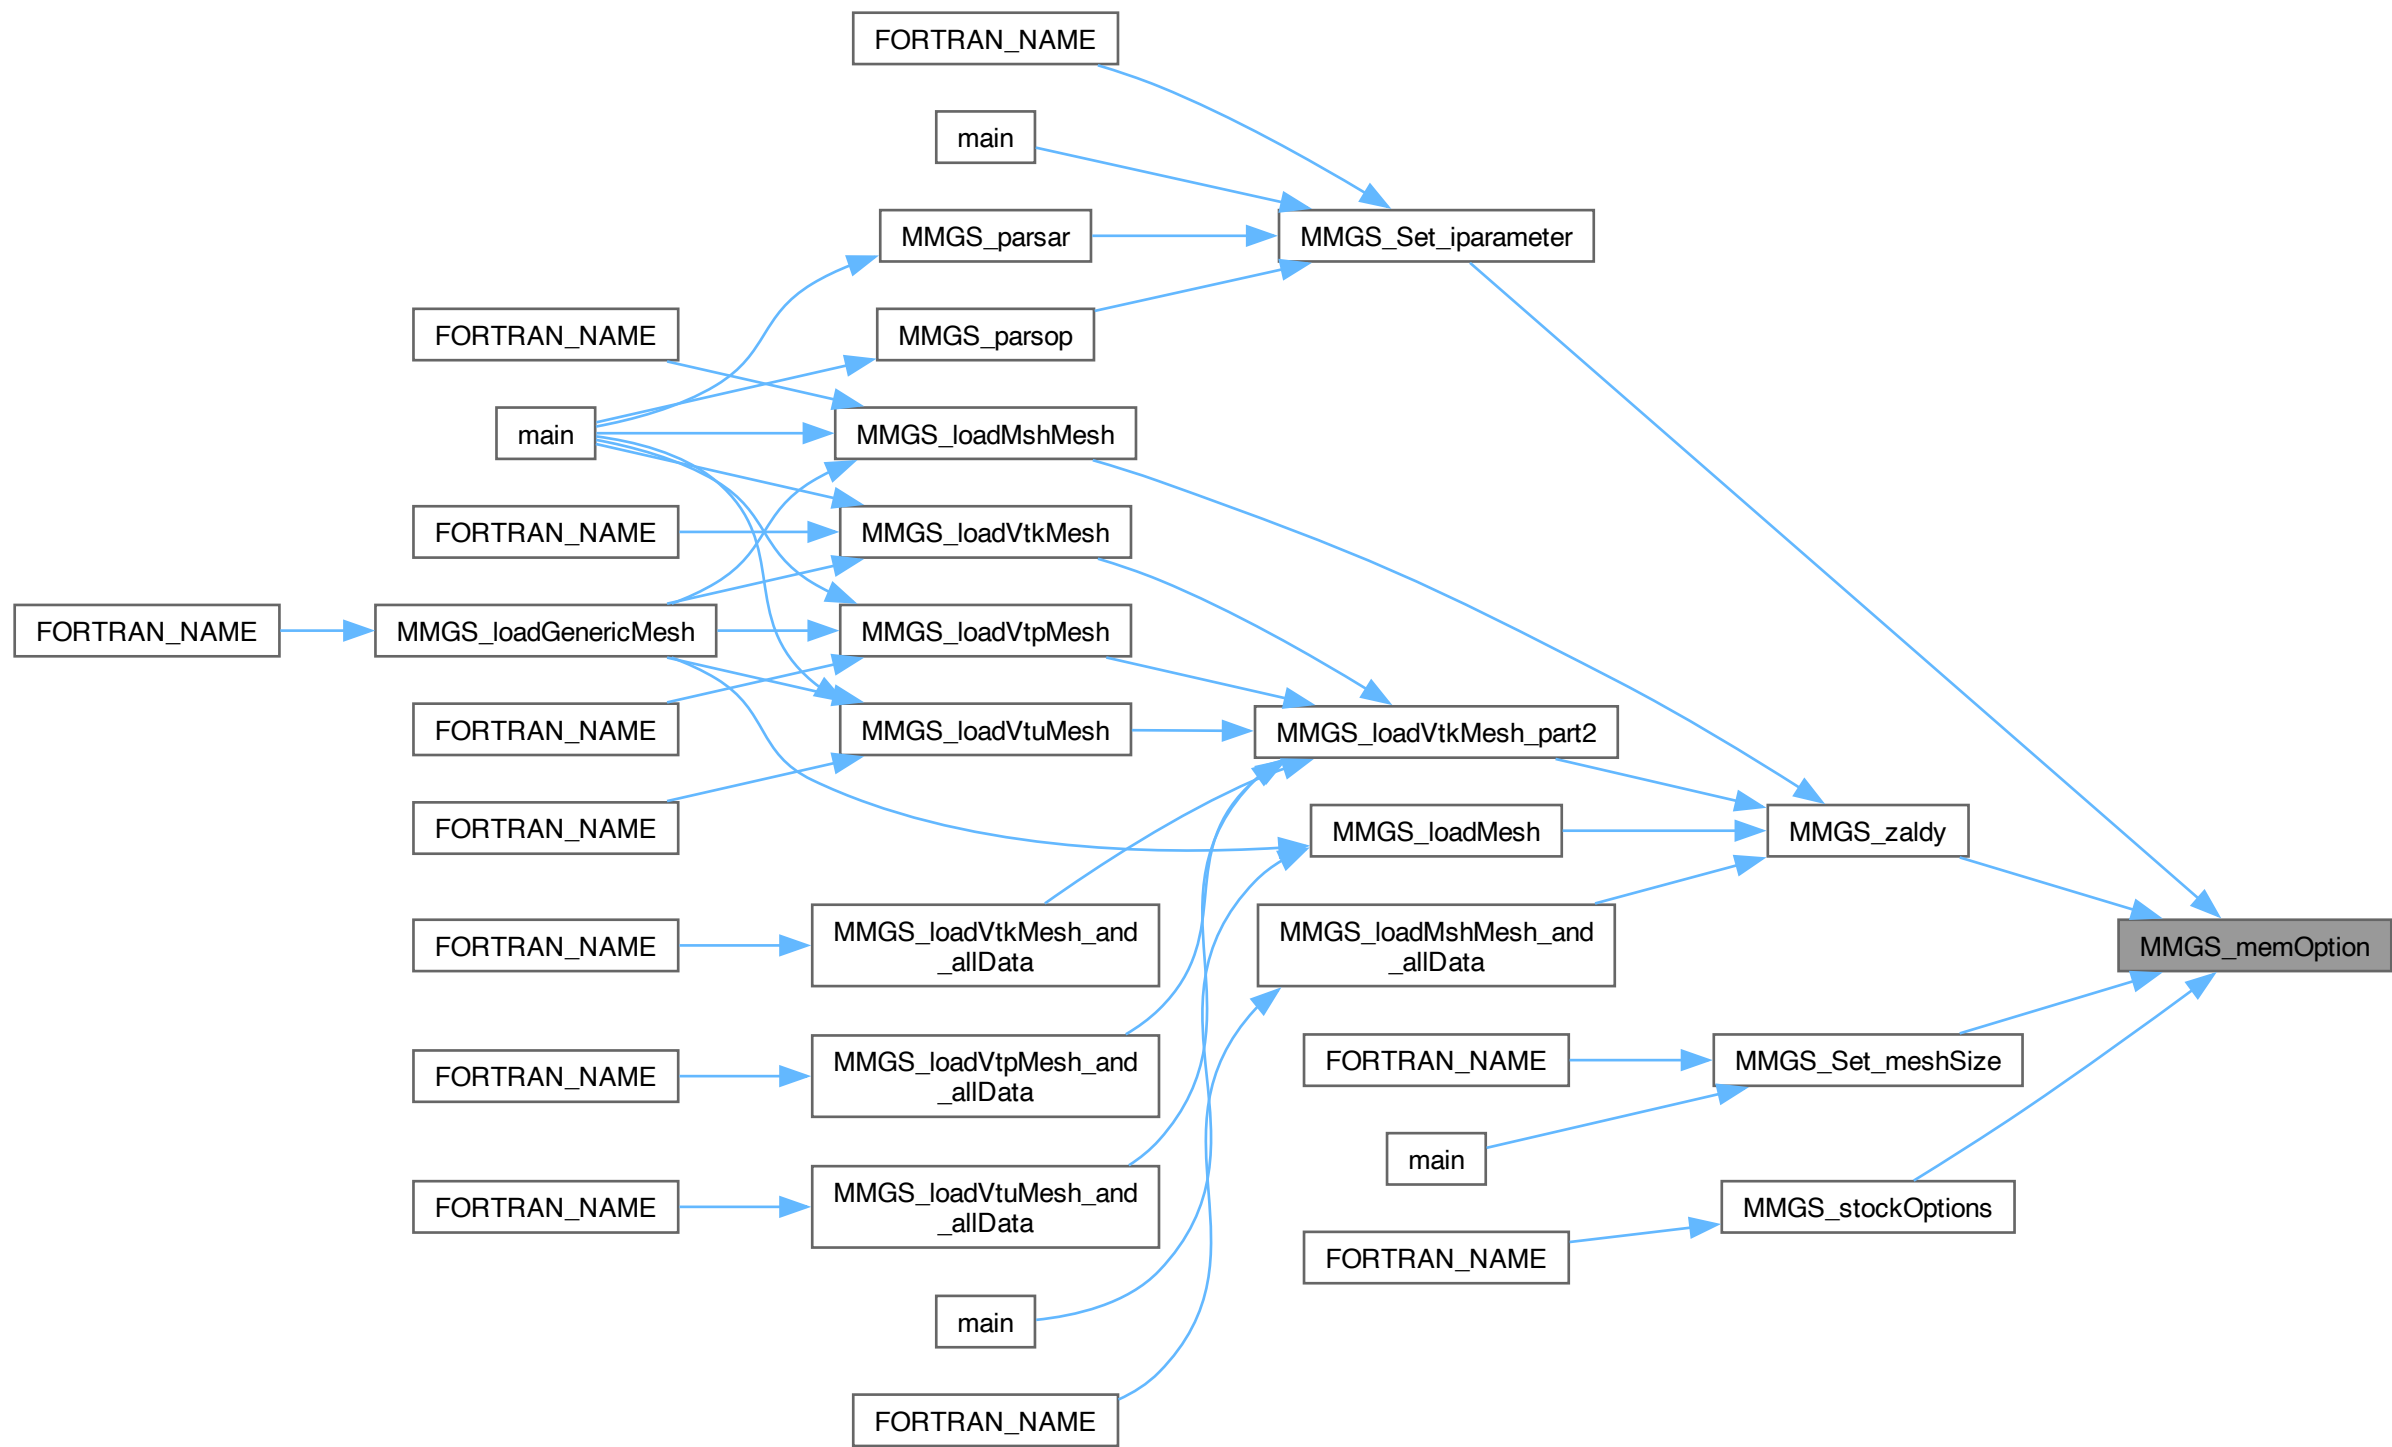 FORTRAN_NAME
main
MMGS_parsar
MMGS_Set_iparameter
FORTRAN_NAME
MMGS_parsop
main
MMGS_loadMshMesh
FORTRAN_NAME
MMGS_loadVtkMesh
FORTRAN_NAME
MMGS_loadGenericMesh
MMGS_loadVtpMesh
FORTRAN_NAME
MMGS_loadVtuMesh
MMGS_loadVtkMesh_part2
FORTRAN_NAME
MMGS_loadMesh
MMGS_zaldy
FORTRAN_NAME
MMGS_loadVtkMesh_and
_allData
MMGS_loadMshMesh_and
_allData
MMGS_memOption
FORTRAN_NAME
MMGS_loadVtpMesh_and
_allData
FORTRAN_NAME
MMGS_Set_meshSize
main
FORTRAN_NAME
MMGS_loadVtuMesh_and
_allData
MMGS_stockOptions
FORTRAN_NAME
main
FORTRAN_NAME